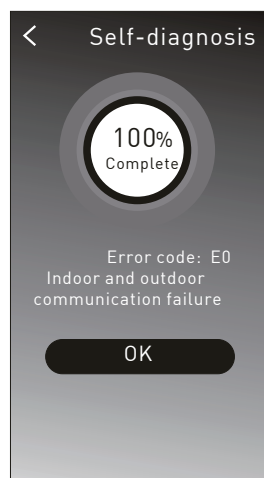 Self-diagnosis
100%
Complete
Error code: E0
Indoor and outdoor
communication failure
OK